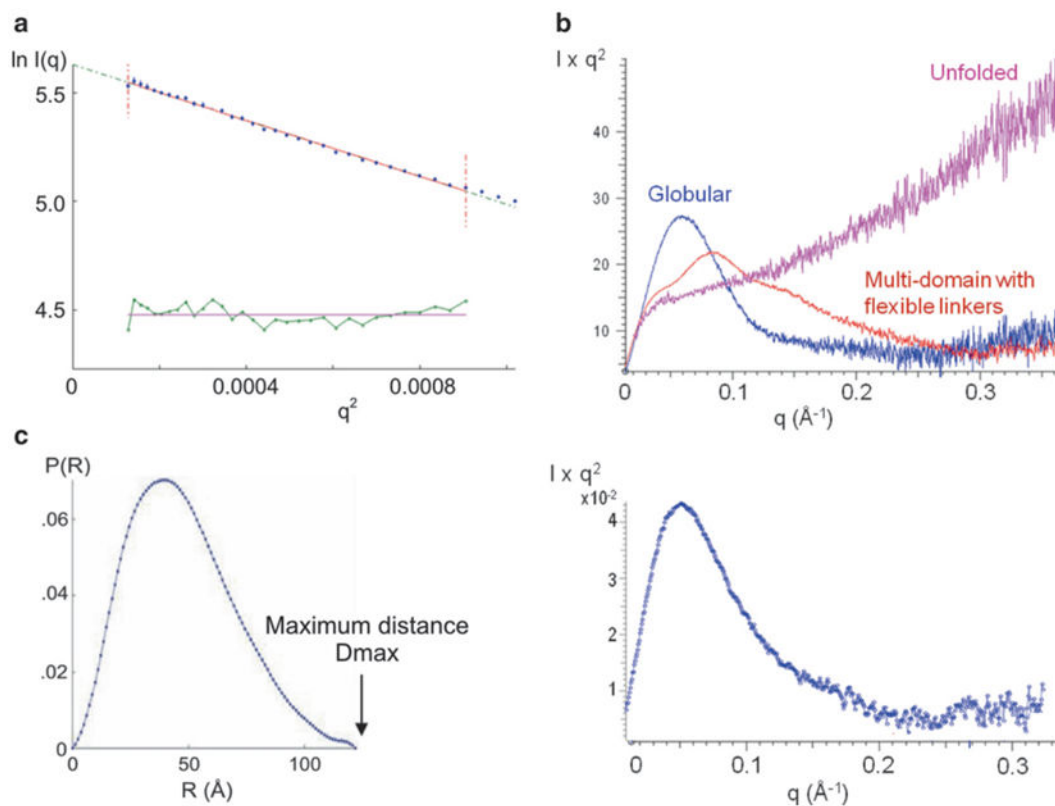 a
ln I(q)
5.5
5.0
4.5
0
0.0004
0.0008
q²
b
I x q²
Unfolded
40
Globular
30
20
Multi-domain with
flexible linkers
10
0
0.1
0.2
0.3
q (Å⁻¹)
c
P(R)
.06
.04
.02
0
0
50
100
R (Å)
Maximum distance
Dmax
I x q²
x10⁻²
4
3
2
1
0
0.1
0.2
0.3
q (Å⁻¹)